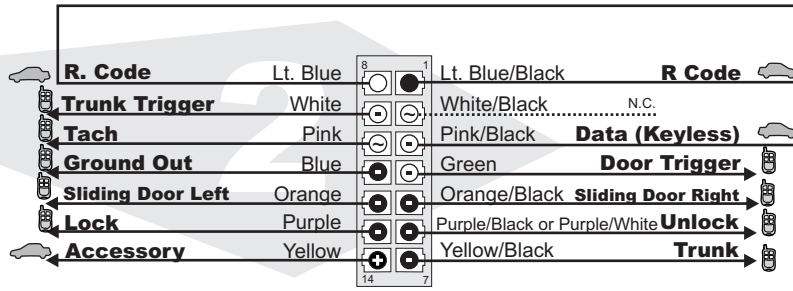 8 1
R. Code Lt. Blue Lt. Blue/Black R Code
Trunk Trigger White White/Black N.C.
Tach Pink Pink/Black Data (Keyless)
Ground Out Blue Green Door Trigger
Sliding Door Left Orange Orange/Black Sliding Door Right
Lock Purple Purple/Black or Purple/White Unlock
Accessory Yellow Yellow/Black Trunk
14 7
2